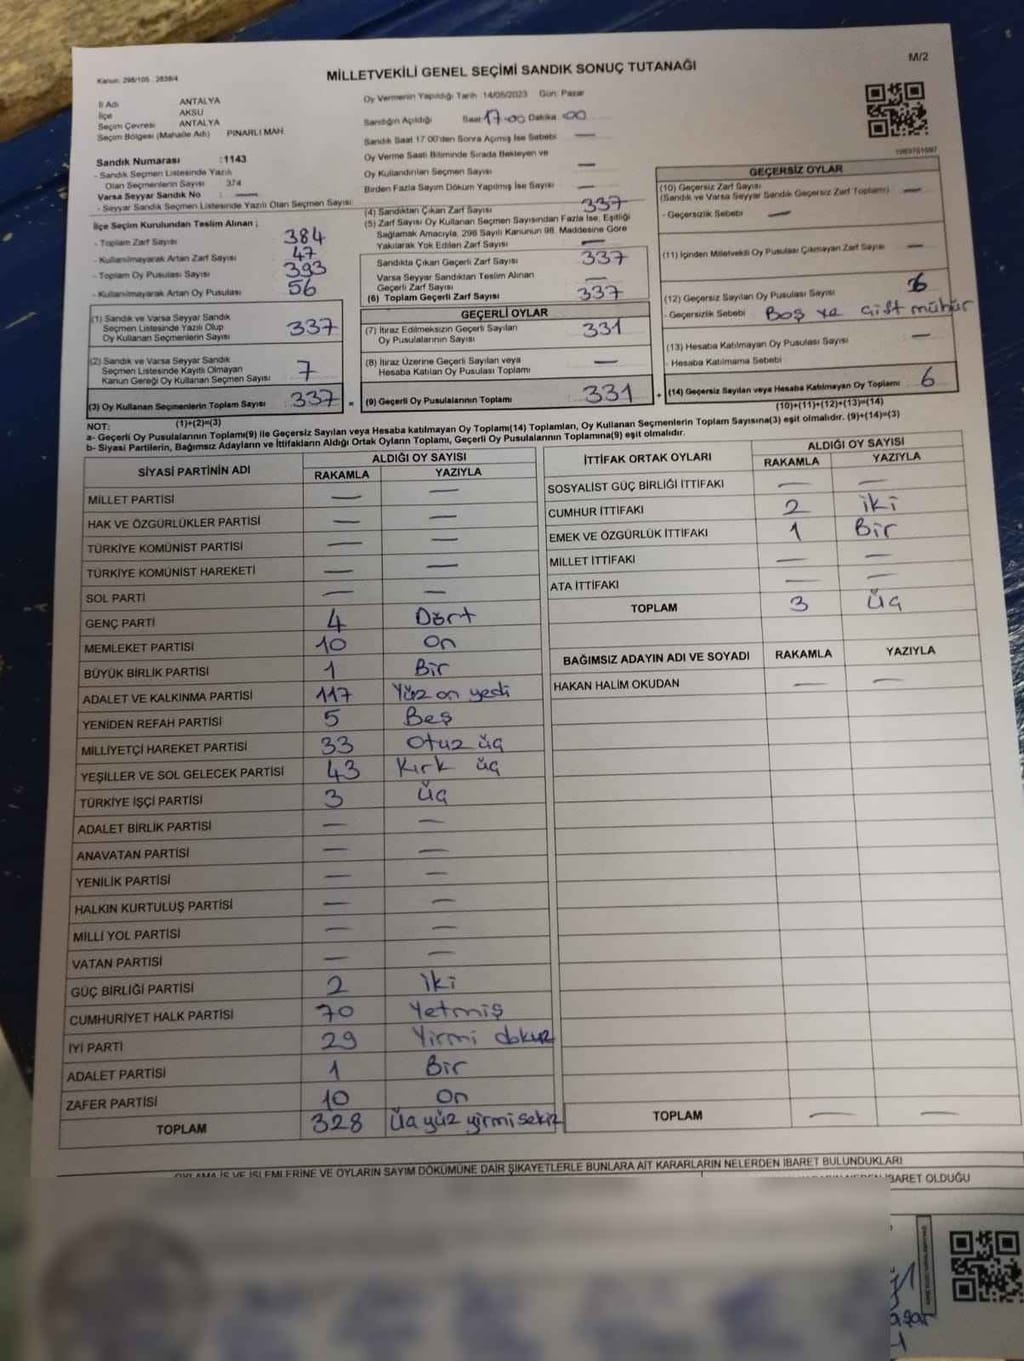 Kanun: 298/105 . 2839/4
MİLLETVEKİLİ GENEL SEÇİMİ SANDIK SONUÇ TUTANAĞI
M/2
İl Adı ANTALYA
İlçe AKSU
Seçim Çevresi ANTALYA
Seçim Bölgesi (Mahalle Adı) PINARLI MAH.
Sandık Numarası :1143
- Sandık Seçmen Listesinde Yazılı
Olan Seçmenlerin Sayısı 374
Varsa Seyyar Sandık No —
- Seyyar Sandık Seçmen Listesinde Yazılı Olan Seçmen Sayısı
Oy Vermenin Yapıldığı Tarih :14/05/2023 Gün: Pazar
Sandığın Açıldığı Saat 17-00 Dakika 00
Sandık Saat 17:00'den Sonra Açılmış İse Sebebi —
Oy Verme Saati Bitiminde Sırada Bekleyen ve
Oy Kullandırılan Seçmen Sayısı —
Birden Fazla Sayım Döküm Yapılmış İse Sayısı —
İlçe Seçim Kurulundan Teslim Alınan ;
- Toplam Zarf Sayısı 384
- Kullanılmayarak Artan Zarf Sayısı 47
- Toplam Oy Pusulası Sayısı 393
- Kullanılmayarak Artan Oy Pusulası 56
(1) Sandık ve Varsa Seyyar Sandık
Seçmen Listesinde Yazılı Olup
Oy Kullanan Seçmenlerin Sayısı 337
(2) Sandık ve Varsa Seyyar Sandık
Seçmen Listesinde Kayıtlı Olmayan
Kanun Gereği Oy Kullanan Seçmen Sayısı 7
(3) Oy Kullanan Seçmenlerin Toplam Sayısı 337 =
(1)+(2)=(3)
(4) Sandıktan Çıkan Zarf Sayısı 337
(5) Zarf Sayısı Oy Kullanan Seçmen Sayısından Fazla İse, Eşitliği
Sağlamak Amacıyla, 298 Sayılı Kanunun 98. Maddesine Göre
Yakılarak Yok Edilen Zarf Sayısı —
Sandıkta Çıkan Geçerli Zarf Sayısı 337
Varsa Seyyar Sandıktan Teslim Alınan
Geçerli Zarf Sayısı —
(6) Toplam Geçerli Zarf Sayısı 337
GEÇERLİ OYLAR
(7) İtiraz Edilmeksizin Geçerli Sayılan
Oy Pusulalarının Sayısı 331
(8) İtiraz Üzerine Geçerli Sayılan veya
Hesaba Katılan Oy Pusulası Toplamı —
(9) Geçerli Oy Pusulalarının Toplamı 331 +
GEÇERSİZ OYLAR
(10) Geçersiz Zarf Sayısı
(Sandık ve Varsa Seyyar Sandık Geçersiz Zarf Toplamı) —
- Geçersizlik Sebebi —
(11) İçinden Milletvekili Oy Pusulası Çıkmayan Zarf Sayısı —
(12) Geçersiz Sayılan Oy Pusulası Sayısı 6
- Geçersizlik Sebebi Boş ve çift mühür
(13) Hesaba Katılmayan Oy Pusulası Sayısı —
- Hesaba Katılmama Sebebi
(14) Geçersiz Sayılan veya Hesaba Katılmayan Oy Toplamı 6
(10)+(11)+(12)+(13)=(14)
NOT:
a- Geçerli Oy Pusulalarının Toplamı(9) ile Geçersiz Sayılan veya Hesaba Katılmayan Oy Toplamı(14) Toplamları, Oy Kullanan Seçmenlerin Toplam Sayısına(3) eşit olmalıdır. (9)+(14)=(3)
b- Siyasi Partilerin, Bağımsız Adayların ve İttifakların Aldığı Ortak Oyların Toplamı, Geçerli Oy Pusulalarının Toplamına(9) eşit olmalıdır.
SİYASİ PARTİNİN ADI
ALDIĞI OY SAYISI
RAKAMLA YAZIYLA
MİLLET PARTİSİ — —
HAK VE ÖZGÜRLÜKLER PARTİSİ — —
TÜRKİYE KOMÜNİST PARTİSİ — —
TÜRKİYE KOMÜNİST HAREKETİ — —
SOL PARTİ — —
GENÇ PARTİ 4 Dört
MEMLEKET PARTİSİ 10 On
BÜYÜK BİRLİK PARTİSİ 1 Bir
ADALET VE KALKINMA PARTİSİ 117 Yüz on yedi
YENİDEN REFAH PARTİSİ 5 Beş
MİLLİYETÇİ HAREKET PARTİSİ 33 Otuz üç
YEŞİLLER VE SOL GELECEK PARTİSİ 43 Kırk üç
TÜRKİYE İŞÇİ PARTİSİ 3 üç
ADALET BİRLİK PARTİSİ — —
ANAVATAN PARTİSİ — —
YENİLİK PARTİSİ — —
HALKIN KURTULUŞ PARTİSİ — —
MİLLİ YOL PARTİSİ — —
VATAN PARTİSİ — —
GÜÇ BİRLİĞİ PARTİSİ 2 iki
CUMHURİYET HALK PARTİSİ 70 Yetmiş
İYİ PARTİ 29 Yirmi dokuz
ADALET PARTİSİ 1 Bir
ZAFER PARTİSİ 10 On
TOPLAM 328 üç yüz yirmi sekiz
İTTİFAK ORTAK OYLARI
ALDIĞI OY SAYISI
RAKAMLA YAZIYLA
SOSYALİST GÜÇ BİRLİĞİ İTTİFAKI — —
CUMHUR İTTİFAKI 2 iki
EMEK VE ÖZGÜRLÜK İTTİFAKI 1 Bir
MİLLET İTTİFAKI — —
ATA İTTİFAKI — —
TOPLAM 3 üç
BAĞIMSIZ ADAYIN ADI VE SOYADI RAKAMLA YAZIYLA
HAKAN HALİM OKUDAN — —
TOPLAM — —
OYLAMA İŞ VE İŞLEMLERİNE VE OYLARIN SAYIM DÖKÜMÜNE DAİR ŞİKAYETLERLE BUNLARA AİT KARARLARIN NELERDEN İBARET BULUNDUKLARI
İBARET OLDUĞU